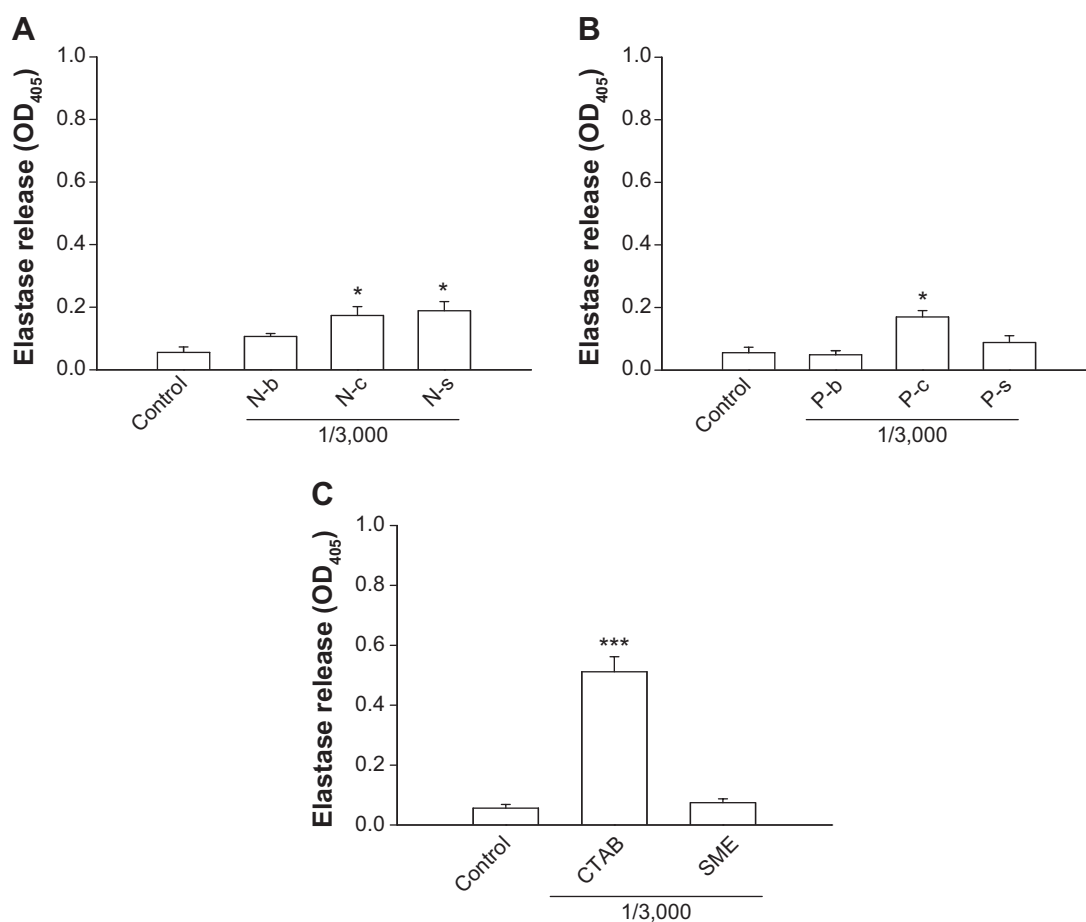 A
Elastase release (OD405)
1.0
0.8
0.6
0.4
0.2
0.0
*
*
Control
N-b
N-c
N-s
1/3,000
B
Elastase release (OD405)
1.0
0.8
0.6
0.4
0.2
0.0
*
Control
P-b
P-c
P-s
1/3,000
C
Elastase release (OD405)
1.0
0.8
0.6
0.4
0.2
0.0
***
Control
CTAB
SME
1/3,000